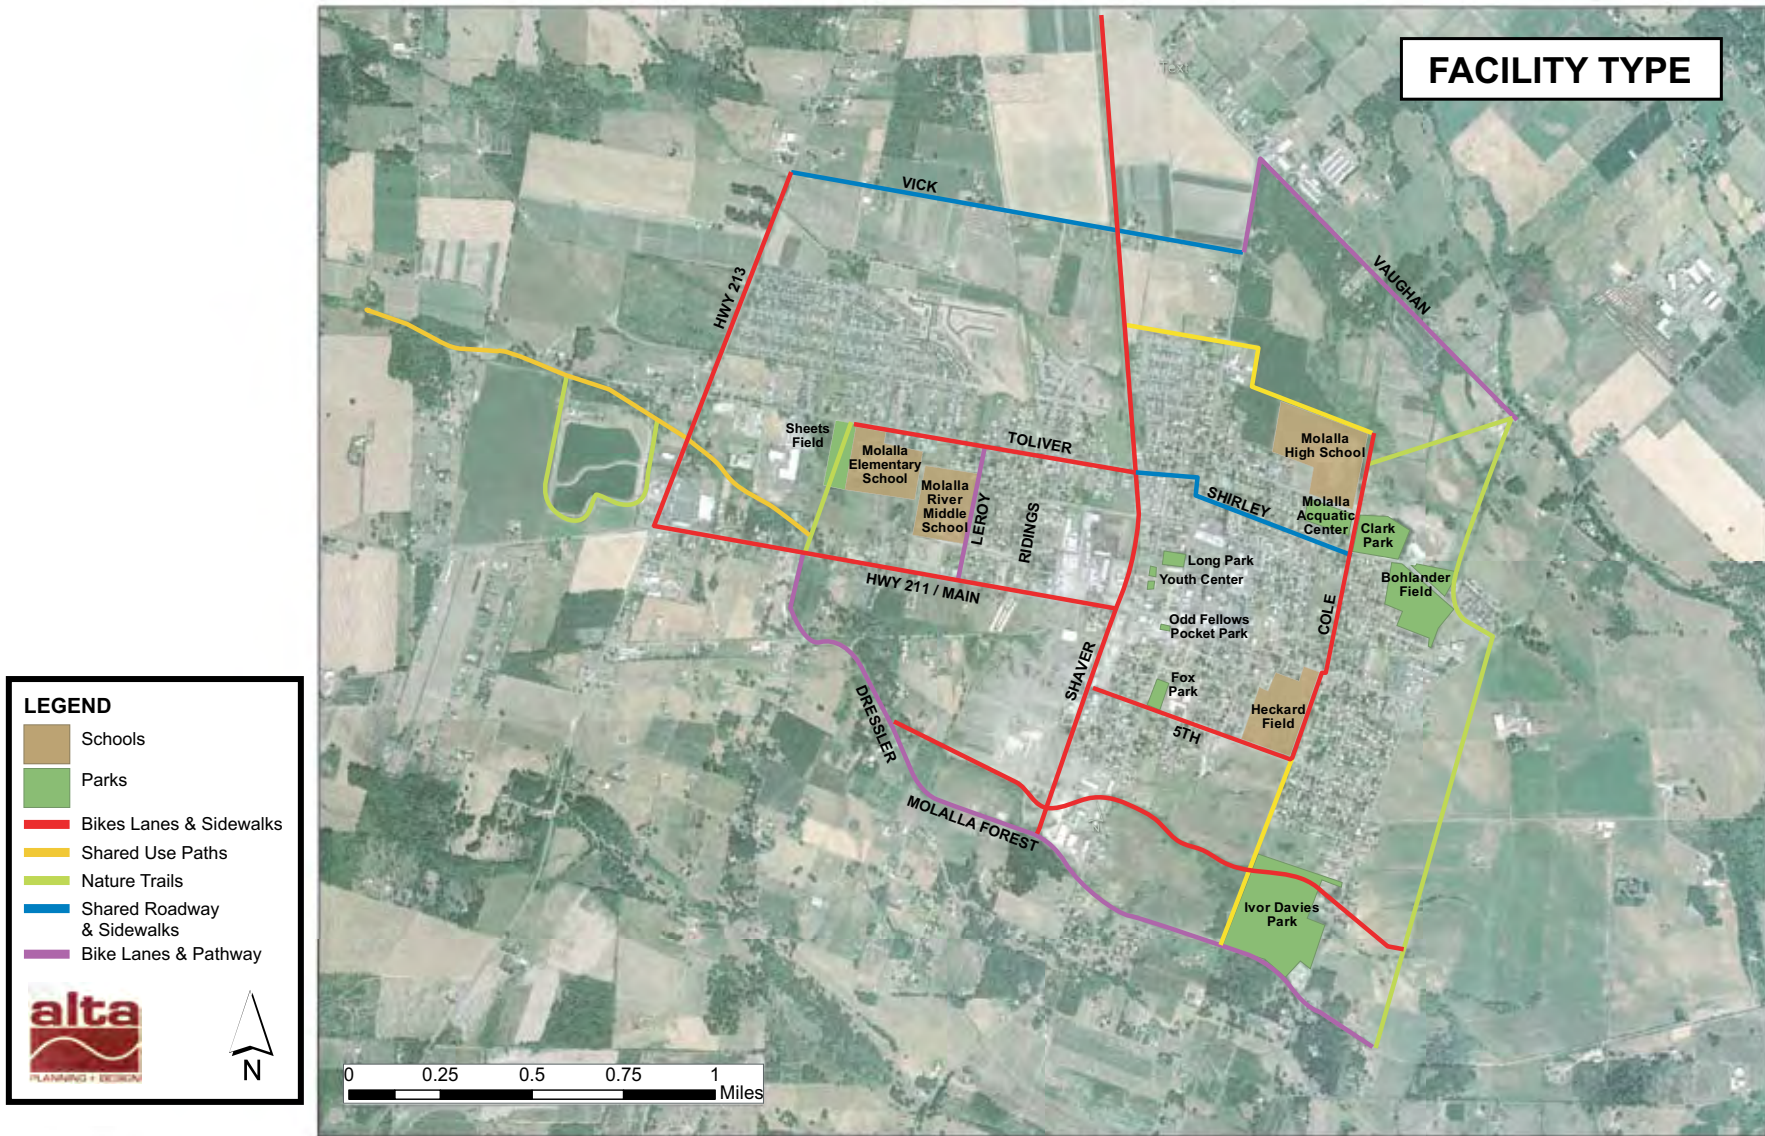 FACILITY TYPE
Text
VICK
HWY 213
VAUGHAN
Sheets
Field
Molalla
Elementary
School
Molalla
River
Middle
School
TOLIVER
LEROY
RIDINGS
SHIRLEY
Molalla
High School
Molalla
Acquatic
Center
Clark
Park
Bohlander
Field
Long Park
Youth Center
HWY 211 / MAIN
Odd Fellows
Pocket Park
COLE
SHAVER
Fox
Park
Heckard
Field
5TH
DRESSLER
MOLALLA FOREST
Ivor Davies
Park
LEGEND
Schools
Parks
Bikes Lanes & Sidewalks
Shared Use Paths
Nature Trails
Shared Roadway
& Sidewalks
Bike Lanes & Pathway
alta
PLANNING + DESIGN
N
0 0.25 0.5 0.75 1
Miles